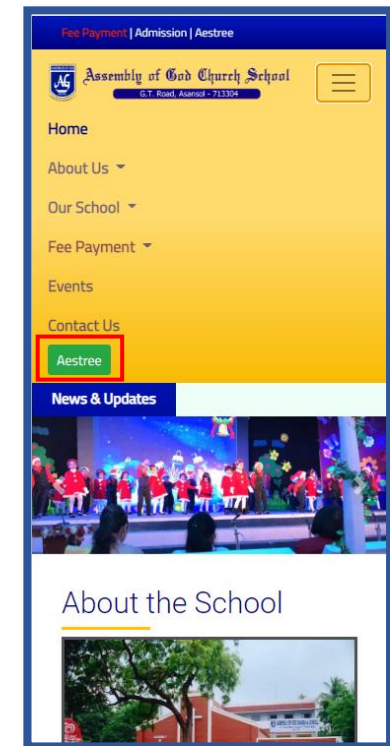 Fee Payment | Admission | Aestree
Assembly of God Church School
G.T. Road, Asansol - 713304
Home
About Us
Our School
Fee Payment
Events
Contact Us
Aestree
News & Updates
About the School